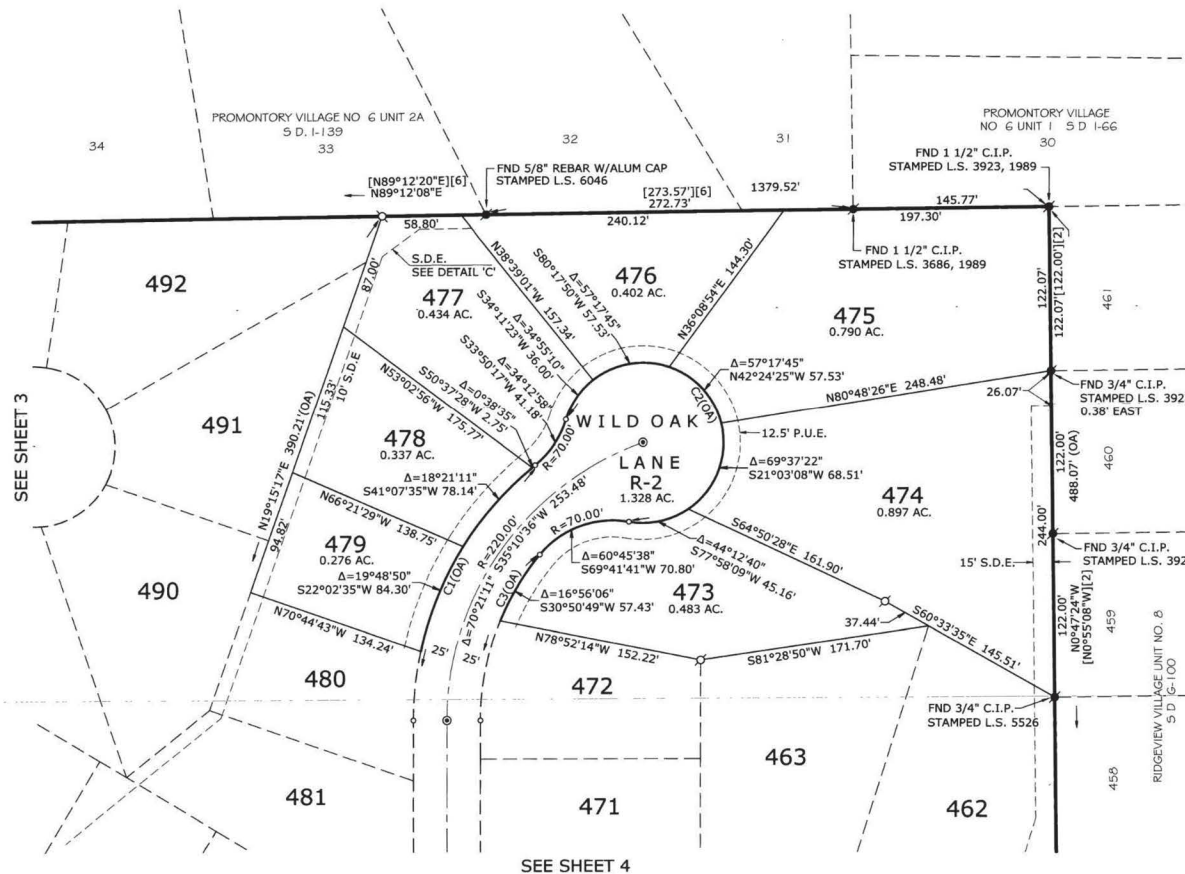 PROMONTORY VILLAGE NO 6 UNIT 2A
S.D. I-139
34
33
32
31
PROMONTORY VILLAGE
NO 6 UNIT 1 S D I-66
30
FND 5/8" REBAR W/ALUM CAP
STAMPED L.S. 6046
FND 1 1/2" C.I.P.
STAMPED L.S. 3923, 1989
[N89°12'20"E][6]
N89°12'08"E
[273.57'][6]
272.73'
1379.52'
145.77'
58.80'
240.12'
197.30'
FND 1 1/2" C.I.P.
STAMPED L.S. 3686, 1989
S.D.E.
SEE DETAIL 'C'
492
87.00'
477
0.434 AC.
N38°39'01"W 157.34'
Δ=57°17'45"
S80°17'50"W 57.53'
476
0.402 AC.
N36°08'54"E 144.30'
475
0.790 AC.
122.07'
122.07'[122.00'][2]
461
Δ=34°55'10"
S34°11'23"W 36.00'
Δ=34°12'58"
S33°50'17"W 41.18'
Δ=0°38'35"
S50°37'28"W 2.75'
N53°02'56"W 175.77'
Δ=57°17'45"
N42°24'25"W 57.53'
C2(OA)
N80°48'26"E 248.48'
26.07'
FND 3/4" C.I.P.
STAMPED L.S. 392
0.38' EAST
SEE SHEET 3
491
N19°15'17"E 390.21'(OA)
115.33'
10' S.D.E
478
0.337 AC.
R=70.00'
WILD OAK
LANE
R-2
1.328 AC.
12.5' P.U.E.
Δ=18°21'11"
S41°07'35"W 78.14'
Δ=69°37'22"
S21°03'08"W 68.51'
474
0.897 AC.
122.00'
488.07' (OA)
460
N66°21'29"W 138.75'
R=220.00'
Δ=70°21'11" S35°10'36"W 253.48'
R=70.00'
S64°50'28"E 161.90'
244.00'
FND 3/4" C.I.P.
STAMPED L.S. 392
94.82'
479
0.276 AC.
Δ=19°48'50"
S22°02'35"W 84.30'
C1(OA)
C3(OA)
Δ=60°45'38"
S69°41'41"W 70.80'
Δ=44°12'40"
S77°58'09"W 45.16'
15' S.D.E.
490
Δ=16°56'06"
S30°50'49"W 57.43'
473
0.483 AC.
37.44'
S60°33'35"E 145.51'
122.00'
N0°47'24"W
[N0°55'08"W][2]
459
N70°44'43"W 134.24'
25'
25'
N78°52'14"W 152.22'
S81°28'50"W 171.70'
480
472
FND 3/4" C.I.P.
STAMPED L.S. 5526
RIDGEVIEW VILLAGE UNIT NO. 8
S D G-100
458
481
471
463
462
SEE SHEET 4